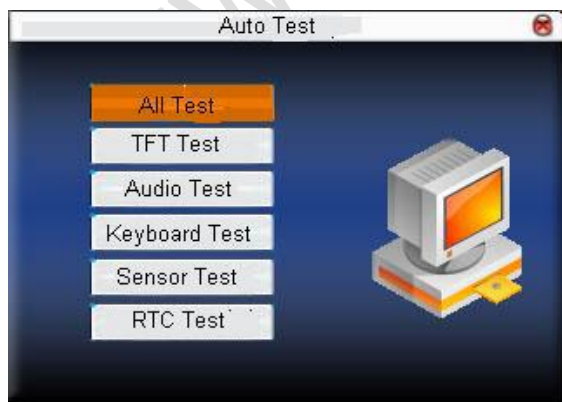 Auto Test
All Test
TFT Test
Audio Test
Keyboard Test
Sensor Test
RTC Test